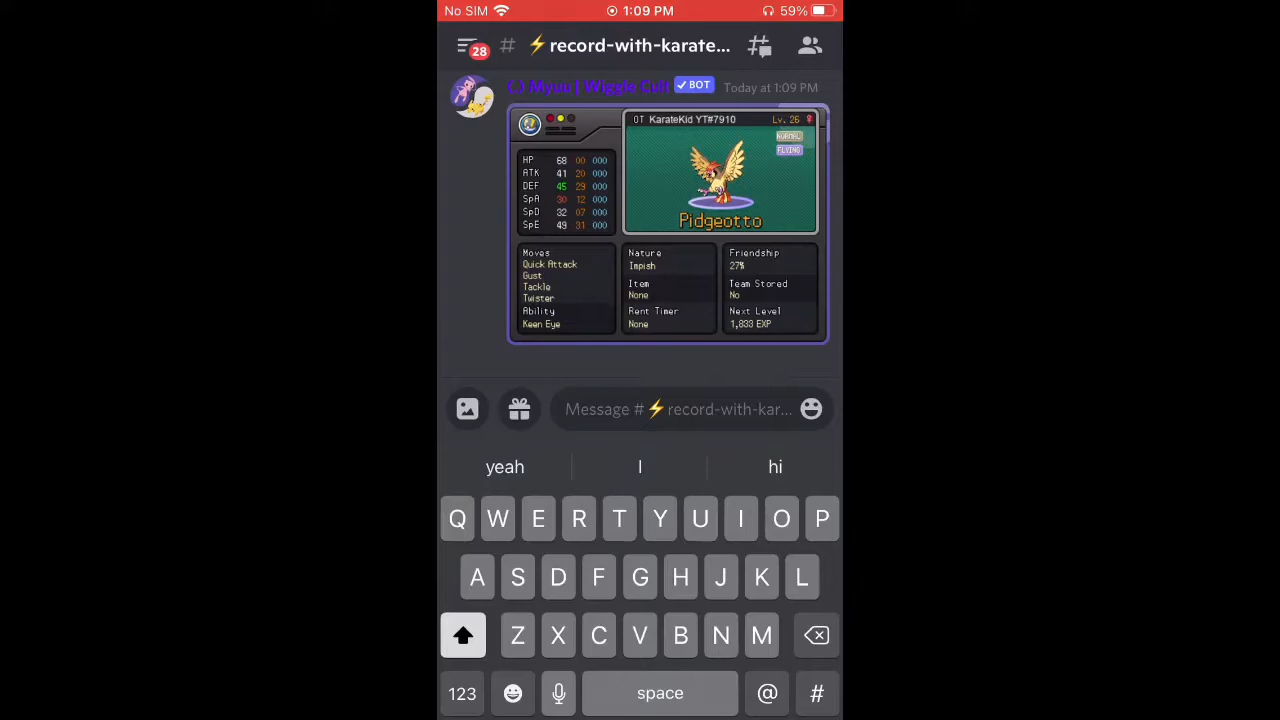 No SIM 1:09 PM 59%
28 # ⚡record-with-karate...
Myuu | Wiggle Cult ✔ BOT Today at 1:09 PM
OT KarateKid YT#7910 Lv. 26 ♀
NORMAL
FLYING
HP 68 00 000
ATK 41 20 000
DEF 45 29 000
SpA 30 12 000
SpD 32 07 000
SpE 49 31 000
Pidgeotto
Moves
Quick Attack
Gust
Tackle
Twister
Ability
Keen Eye
Nature
Impish
Item
None
Rent Timer
None
Friendship
27%
Team Stored
No
Next Level
1,833 EXP
Message #⚡record-with-kar...
yeah I hi
Q W E R T Y U I O P
A S D F G H J K L
Z X C V B N M
123 space @ #